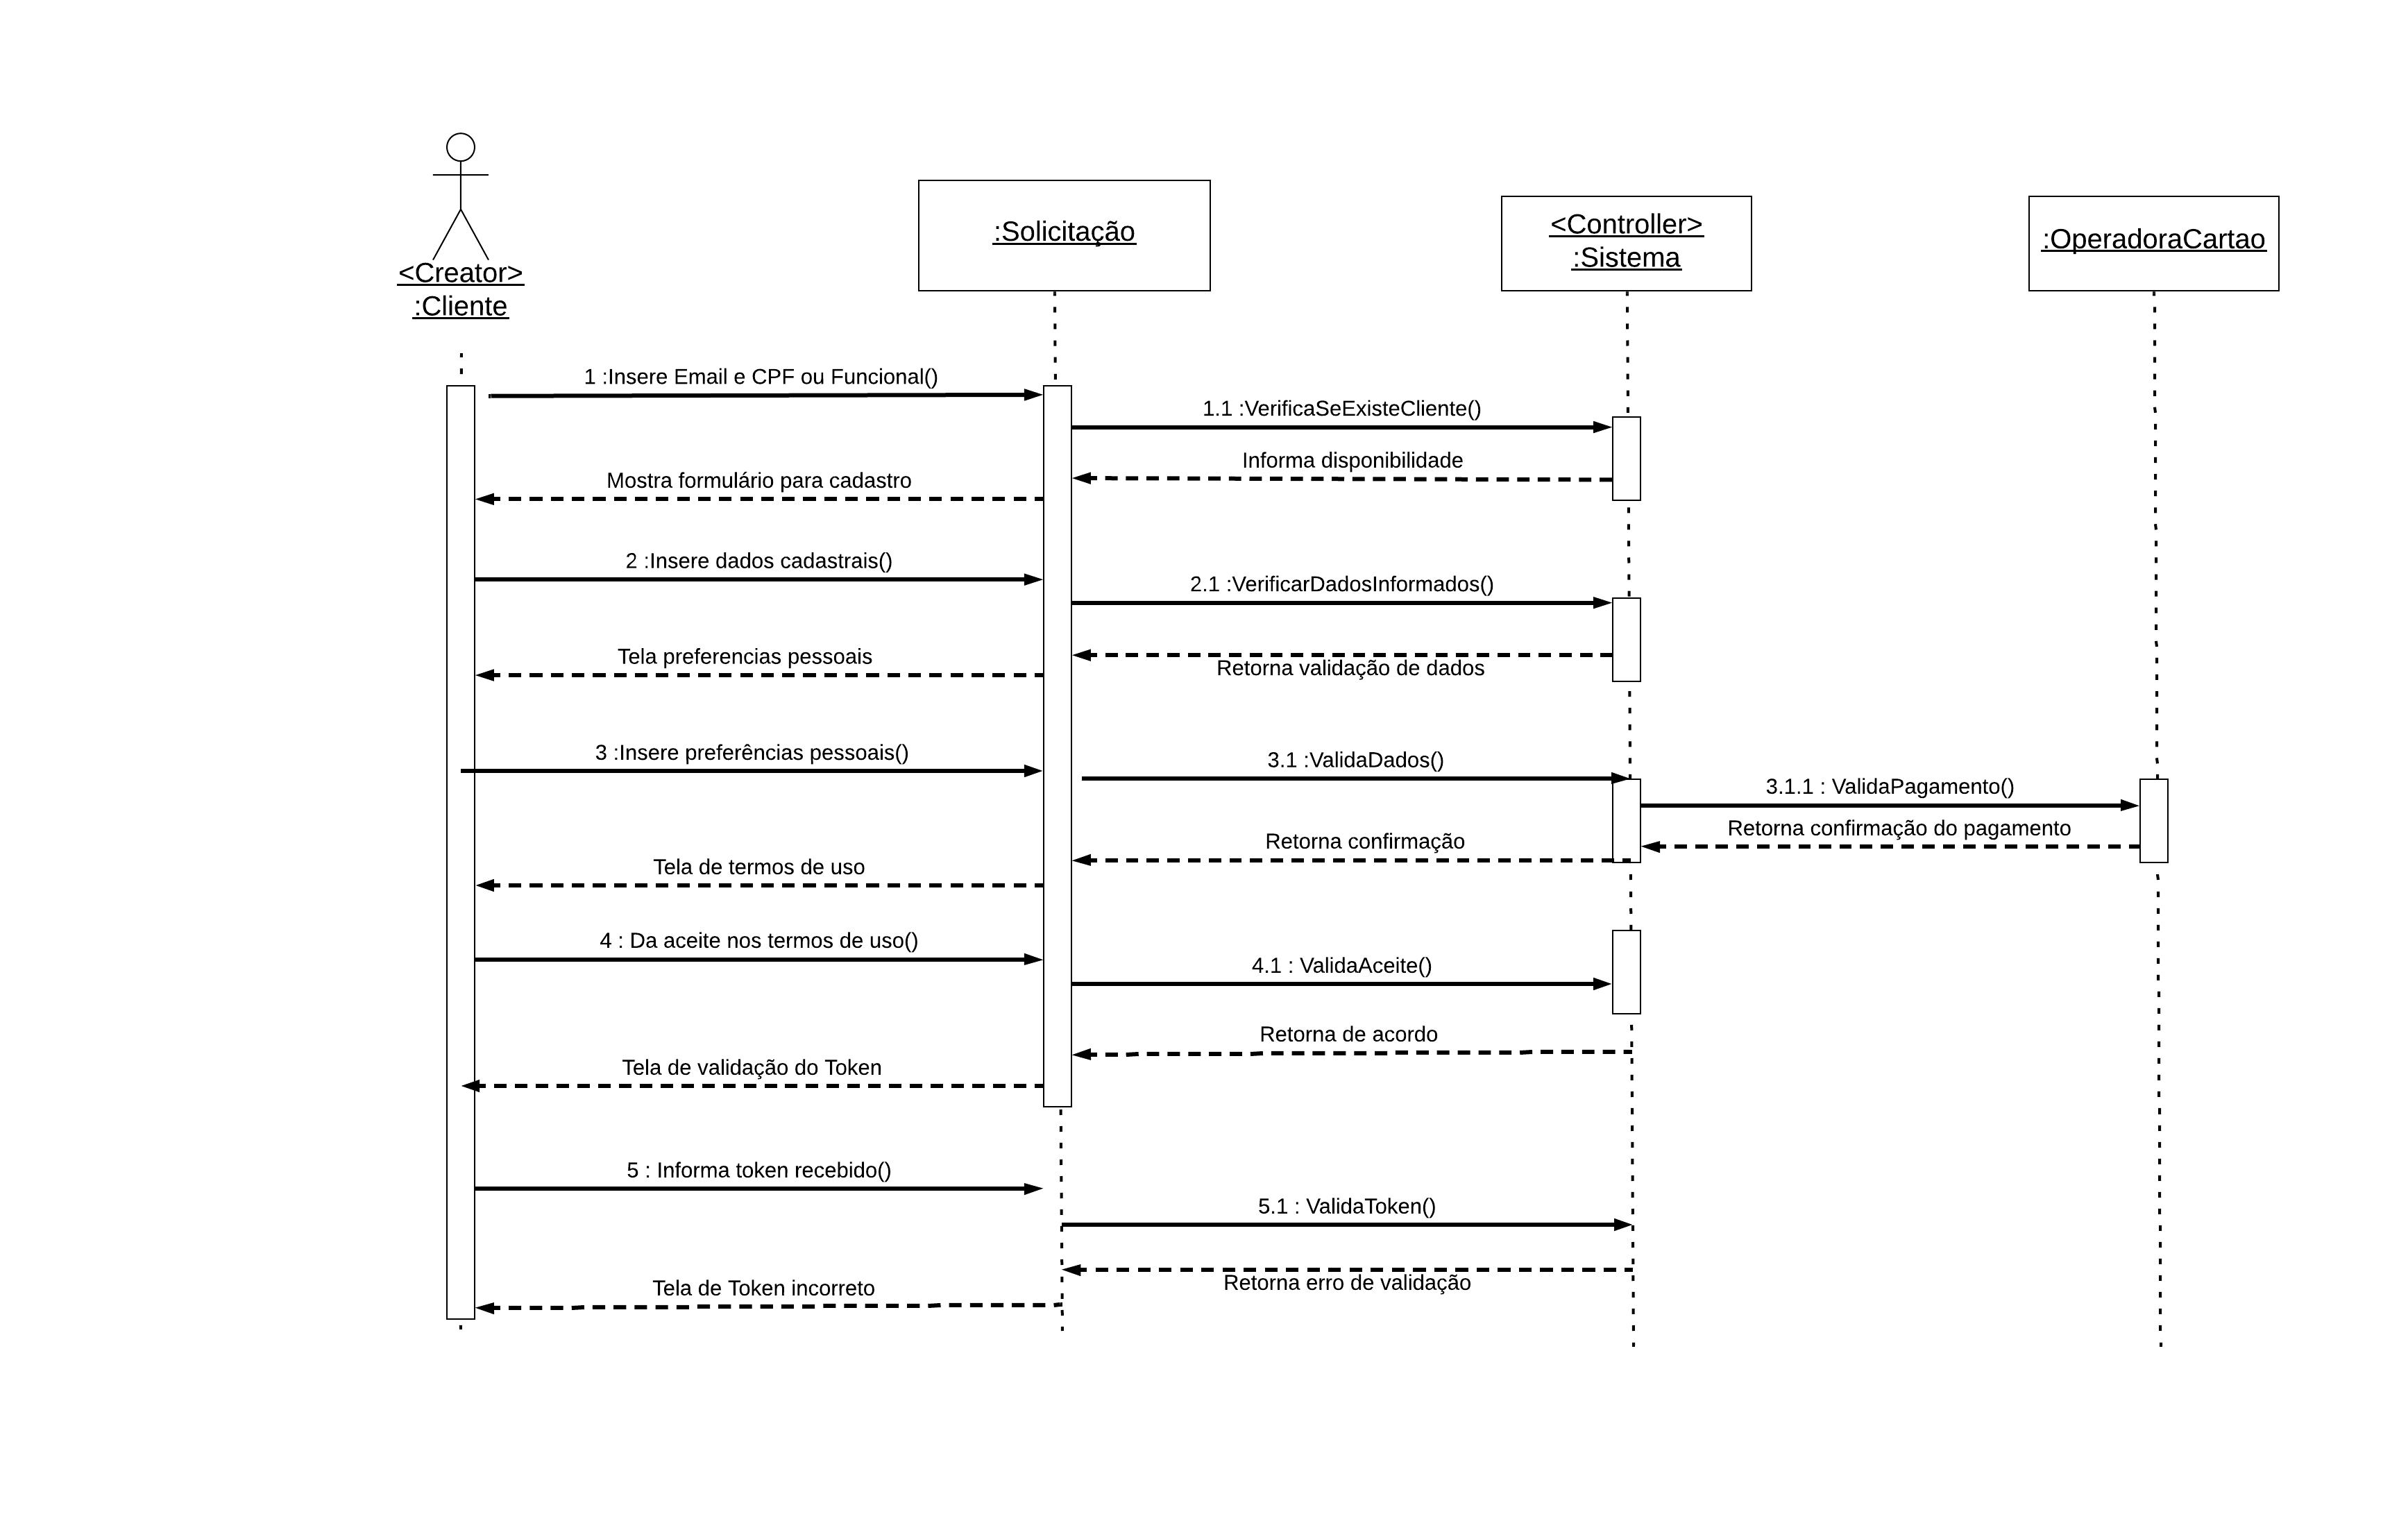 :Solicitação
<Controller>
:Sistema
:OperadoraCartao
<Creator>
:Cliente
1 :Insere Email e CPF ou Funcional()
1.1 :VerificaSeExisteCliente()
Informa disponibilidade
Mostra formulário para cadastro
2 :Insere dados cadastrais()
2.1 :VerificarDadosInformados()
Tela preferencias pessoais
Retorna validação de dados
3 :Insere preferências pessoais()
3.1 :ValidaDados()
3.1.1 : ValidaPagamento()
Retorna confirmação do pagamento
Retorna confirmação
Tela de termos de uso
4 : Da aceite nos termos de uso()
4.1 : ValidaAceite()
Retorna de acordo
Tela de validação do Token
5 : Informa token recebido()
5.1 : ValidaToken()
Retorna erro de validação
Tela de Token incorreto